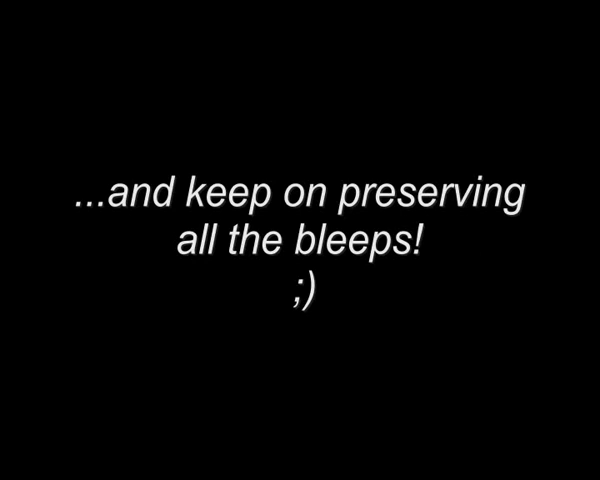 ...and keep on preserving
all the bleeps!
;)